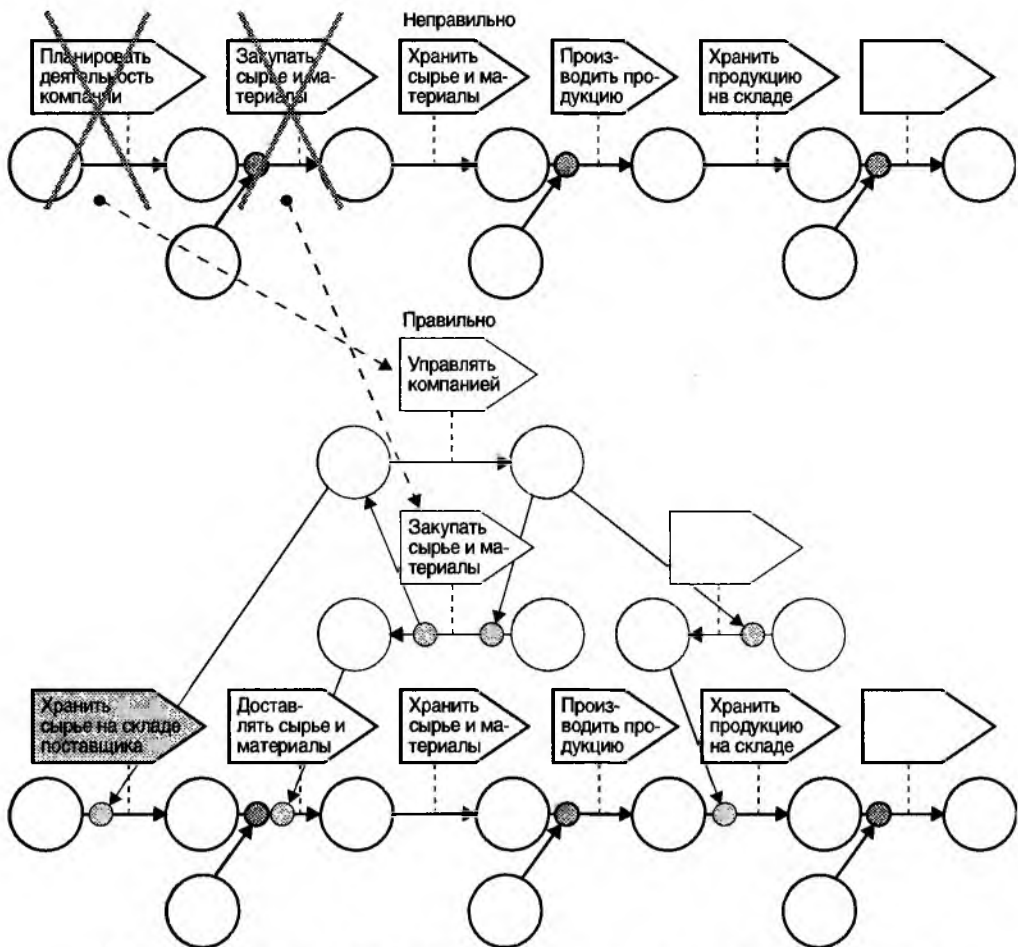 Неправильно
Планировать
деятельность
компании
Закупать
сырье и ма-
териалы
Хранить
сырье и ма-
териалы
Произ-
водить про-
дукцию
Хранить
продукцию
нв складе
Правильно
Управлять
компанией
Закупать
сырье и ма-
териалы
Хранить
сырье на складе
поставщика
Достав-
лять сырье и
материалы
Хранить
сырье и ма-
териалы
Произ-
водить про-
дукцию
Хранить
продукцию
на складе